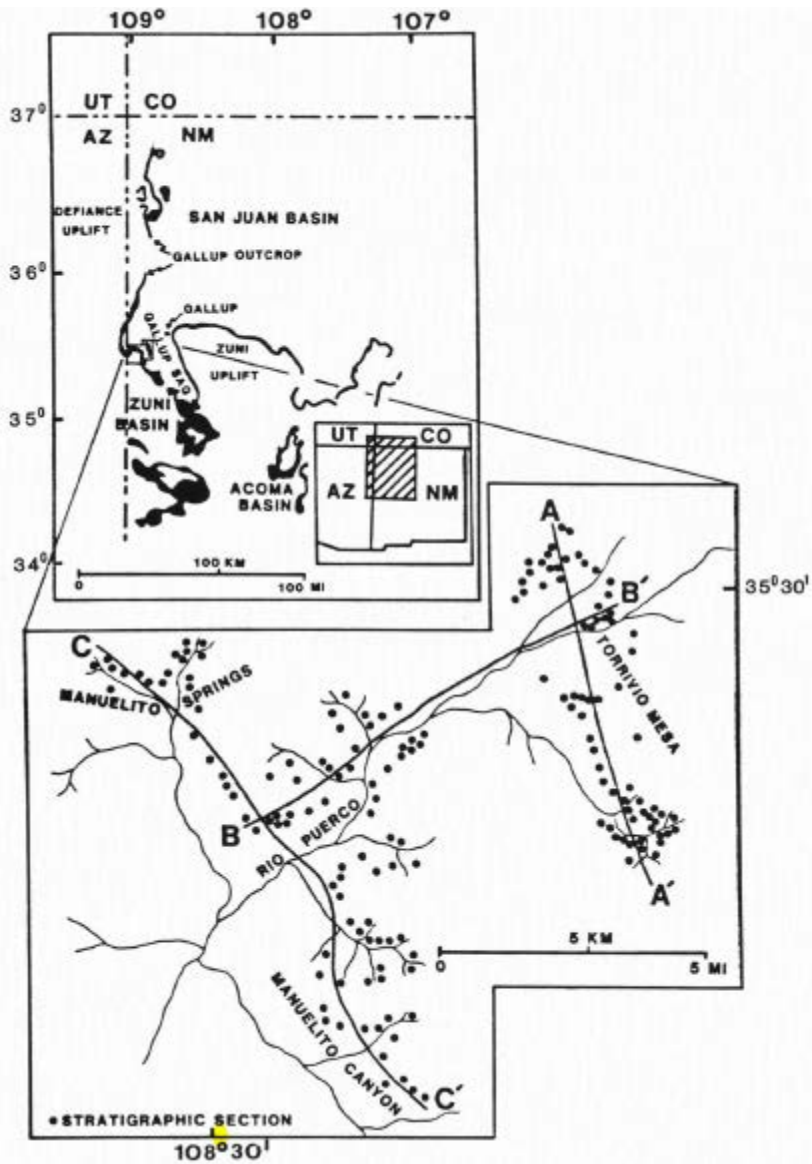 109° 108° 107°
37°
UT CO
AZ NM
DEFIANCE
UPLIFT
SAN JUAN BASIN
GALLUP OUTCROP
36°
GALLUP
GALLUP SAG
ZUNI
UPLIFT
35°
ZUNI
BASIN
ACOMA
BASIN
34°
100 KM
0 100 MI
UT CO
AZ NM
A
B'
35°30'
TORRIVIO MESA
C
MANUELITO SPRINGS
B
RIO PUERCO
A'
5 KM
0 5 MI
MANUELITO CANYON
C'
•STRATIGRAPHIC SECTION
108°30'